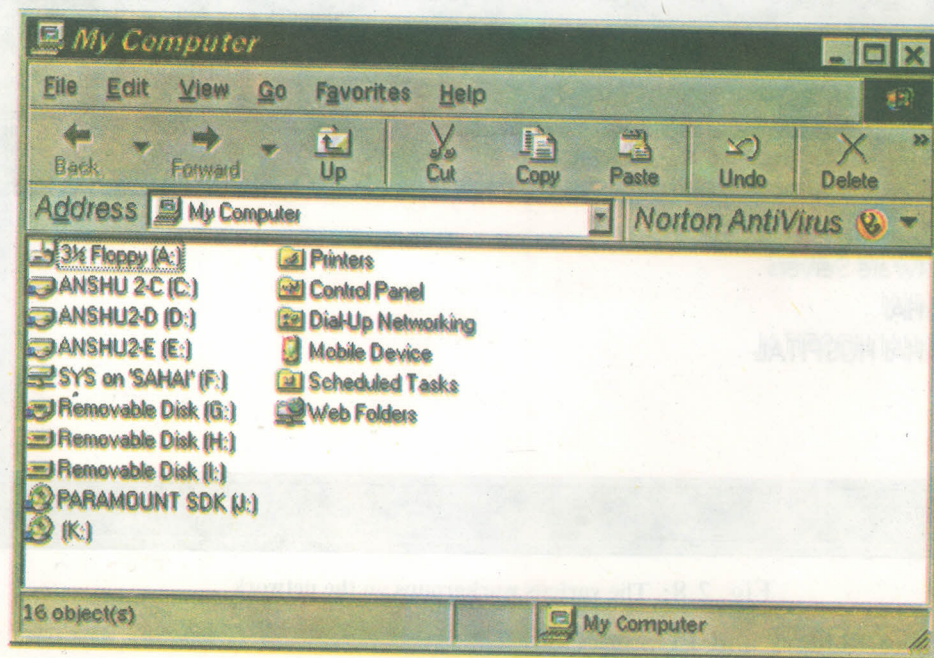 My Computer
File Edit View Go Favorites Help
Back Forward Up Cut Copy Paste Undo Delete »
Address My Computer Norton AntiVirus
3½ Floppy (A:)
ANSHU 2-C (C:)
ANSHU2-D (D:)
ANSHU2-E (E:)
SYS on 'SAHAI' (F:)
Removable Disk (G:)
Removable Disk (H:)
Removable Disk (I:)
PARAMOUNT SDK (J:)
(K:)
Printers
Control Panel
Dial-Up Networking
Mobile Device
Scheduled Tasks
Web Folders
16 object(s) My Computer